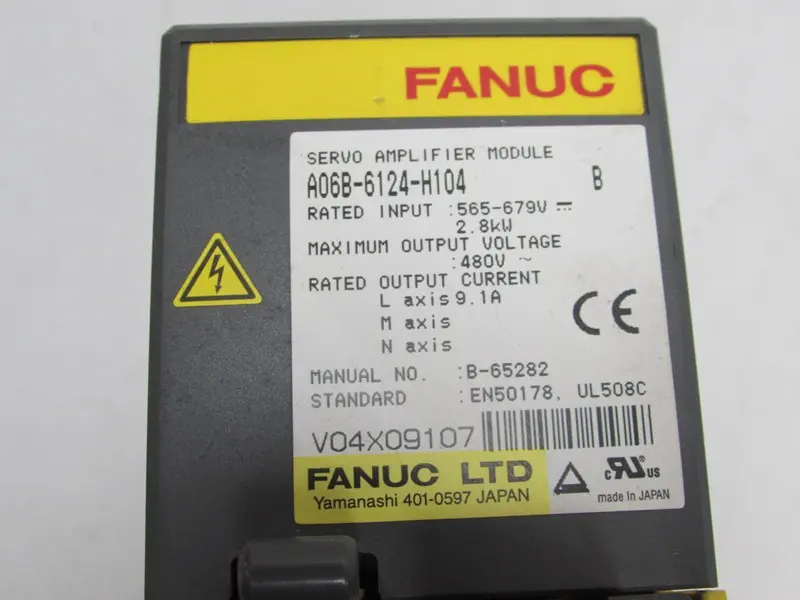 FANUC
SERVO AMPLIFIER MODULE
A06B-6124-H104 B
RATED INPUT :565-679V ⎓
2.8kW
MAXIMUM OUTPUT VOLTAGE
:480V ~
RATED OUTPUT CURRENT
L axis 9.1A
M axis
N axis
CE
MANUAL NO. :B-65282
STANDARD :EN50178, UL508C
V04X09107
FANUC LTD
Yamanashi 401-0597 JAPAN
c RU US
made in JAPAN